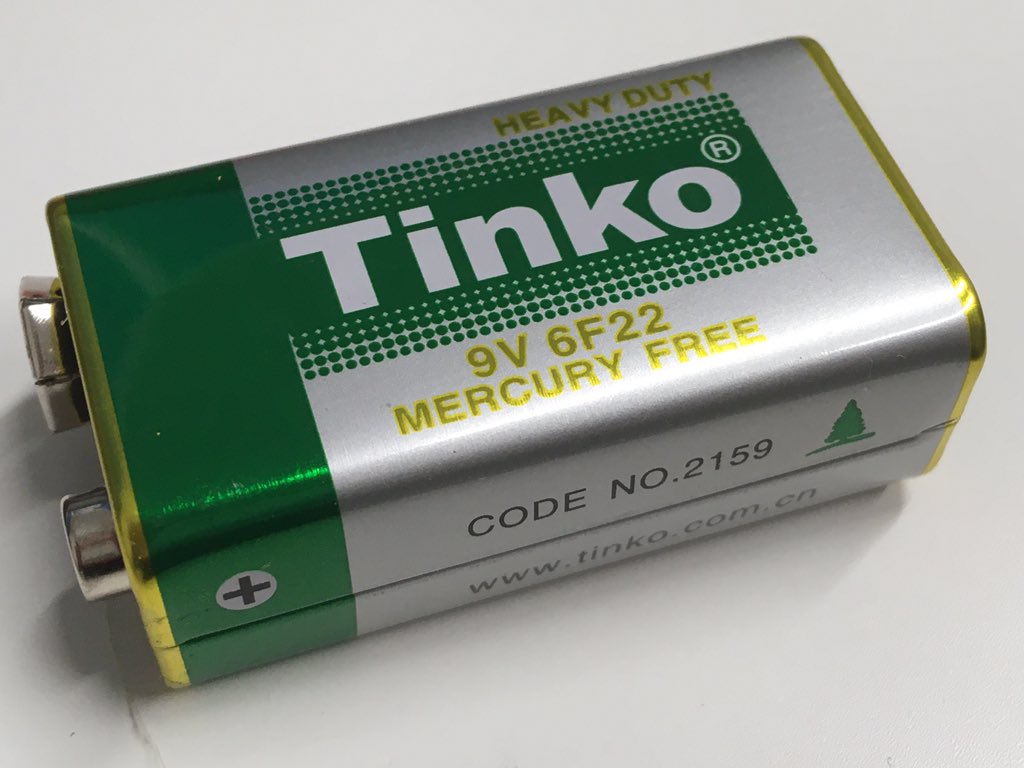 HEAVY DUTY
Tinko®
9V 6F22
MERCURY FREE
CODE NO.2159
www.tinko.com.cn
+